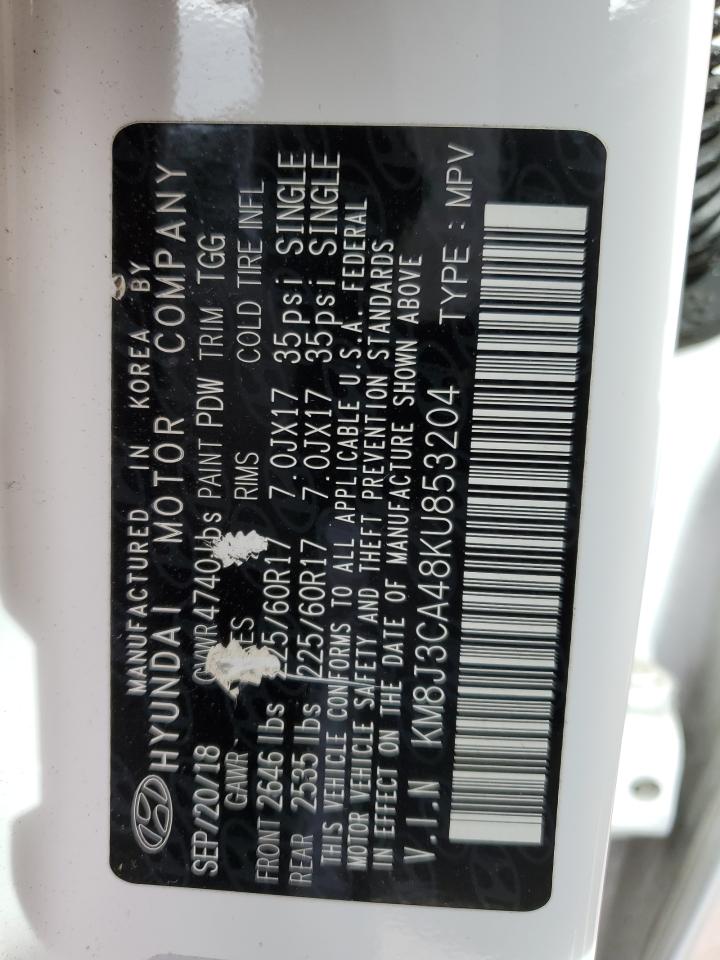 MANUFACTURED IN KOREA BY
HYUNDAI MOTOR COMPANY
SEP/20/18 GVWR 4740 lbs PAINT PDW TRIM TGG
GAWR RIMS COLD TIRE INFL
FRONT 2646 lbs 7.0JX17 35psi SINGLE
REAR 2535 lbs 225/60R17 7.0JX17 35psi SINGLE
THIS VEHICLE CONFORMS TO ALL APPLICABLE U.S.A. FEDERAL
MOTOR VEHICLE SAFETY AND THEFT PREVENTION STANDARDS
IN EFFECT ON THE DATE OF MANUFACTURE SHOWN ABOVE
V.I.N KM8J3CA48KU853204 TYPE : MPV